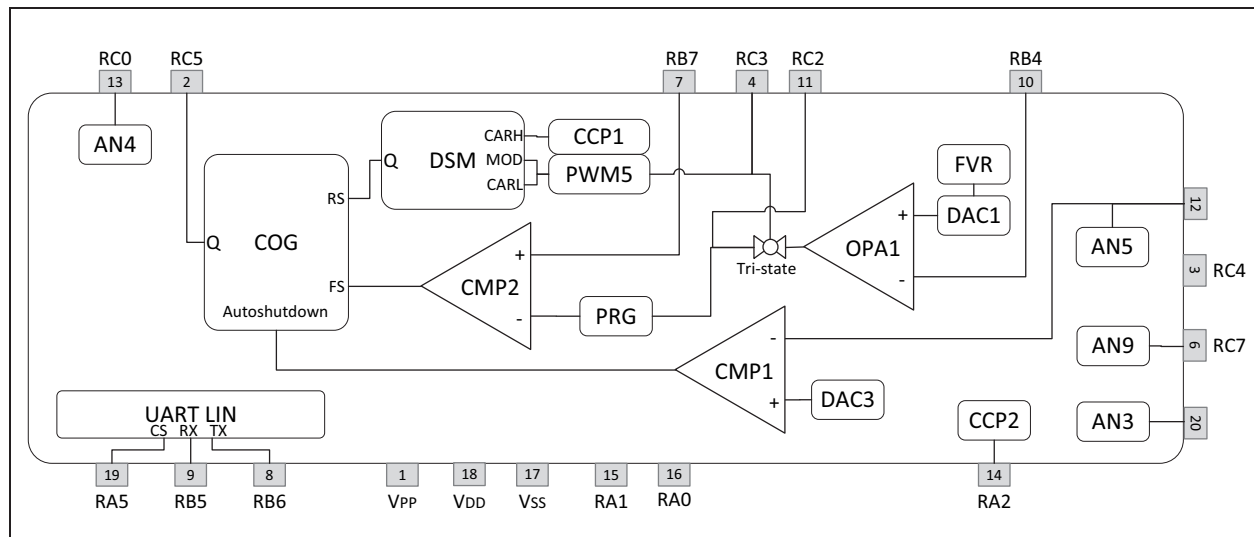 RC0 RC5 RB7 RC3 RC2 RB4
13 2 7 4 11 10
AN4
DSM
Q
CARH
MOD
CARL
CCP1
PWM5
FVR
DAC1
+
OPA1
-
12
AN5
3 RC4
COG
RS
Q
FS
Autoshutdown
+
CMP2
-
PRG
Tri-state
-
CMP1
+
DAC3
AN9
6 RC7
AN3
20
CCP2
UART LIN
CS RX TX
19 9 8 1 18 17 15 16 14
RA5 RB5 RB6 VPP VDD VSS RA1 RA0 RA2